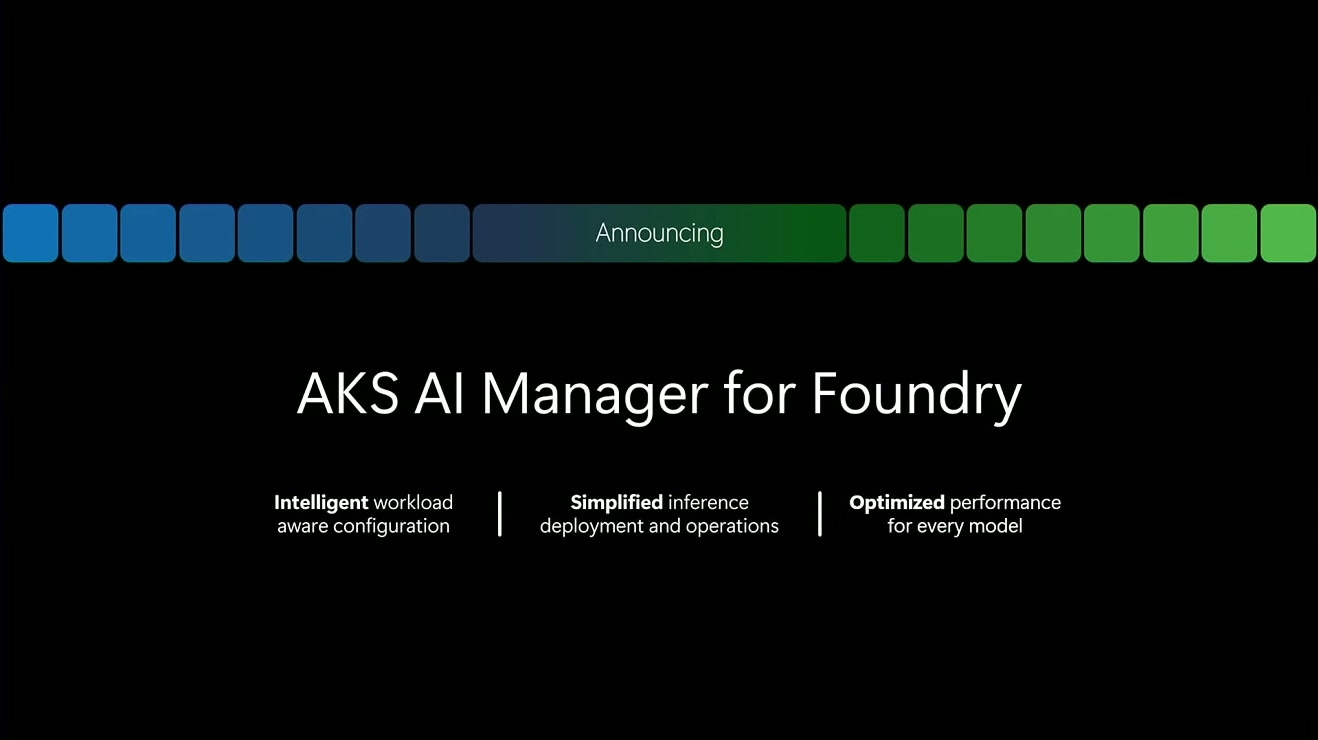 Announcing
AKS AI Manager for Foundry
Intelligent workload
aware configuration
Simplified inference
deployment and operations
Optimized performance
for every model